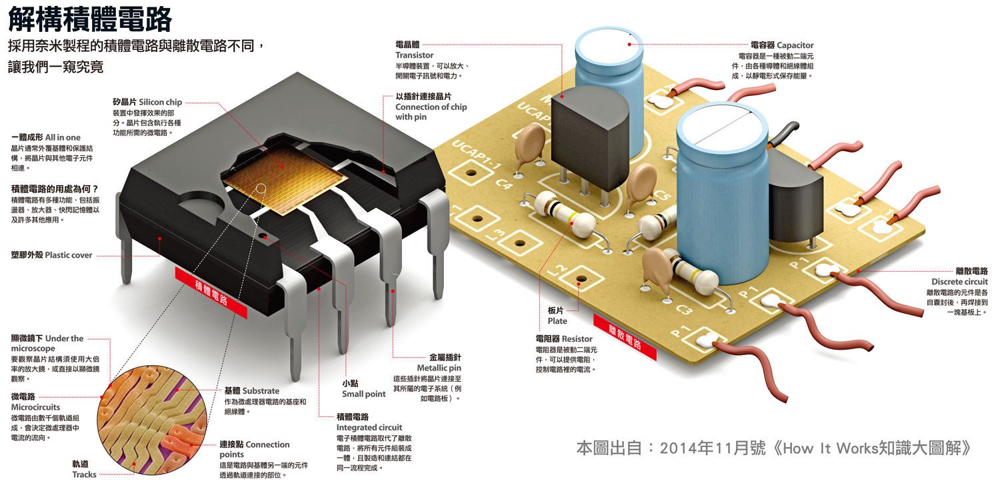 解構積體電路
採用奈米製程的積體電路與離散電路不同，
讓我們一窺究竟
矽晶片 Silicon chip
裝置中發揮效果的部
分。晶片包含執行各種
功能所需的微電路。
一體成形 All in one
晶片通常外覆基體和保護結
構，將晶片與其他電子元件
相連。
積體電路的用處為何？
積體電路有多種功能，包括振
盪器、放大器、快閃記憶體以
及許多其他應用。
塑膠外殼 Plastic cover
積體電路
顯微鏡下 Under the
microscope
要觀察晶片結構須使用大倍
率的放大鏡，或直接以顯微鏡
觀察。
微電路
Microcircuits
微電路由數千個軌道組
成，會決定微處理器中
電流的流向。
軌道
Tracks
基體 Substrate
作為微處理器電路的基座和
絕緣體。
連接點 Connection
points
這是電路與基體另一端的元件
透過軌道連接的部位。
小點
Small point
積體電路
Integrated circuit
電子積體電路取代了離散
電路，將所有元件組裝成
一體，且製造和連結都在
同一流程完成。
金屬插針
Metallic pin
這些插針將晶片連接至
其所屬的電子系統（例
如電路板）。
電晶體
Transistor
半導體裝置，可以放大、
開關電子訊號和電力。
以插針連接晶片
Connection of chip
with pin
電容器 Capacitor
電容器是一種被動二端元
件，由各種導體和絕緣體組
成，以靜電形式保存能量。
UCAP1-1
C4
C5
L3
L2
C3
P1
P1
P1
板片
Plate
電阻器 Resistor
電阻器是被動二端元
件，可以提供電阻，
控制電路裡的電流。
離散電路
離散電路
Discrete circuit
離散電路的元件是各
自囊封後，再焊接到
一塊基板上。
本圖出自：2014年11月號《How It Works知識大圖解》